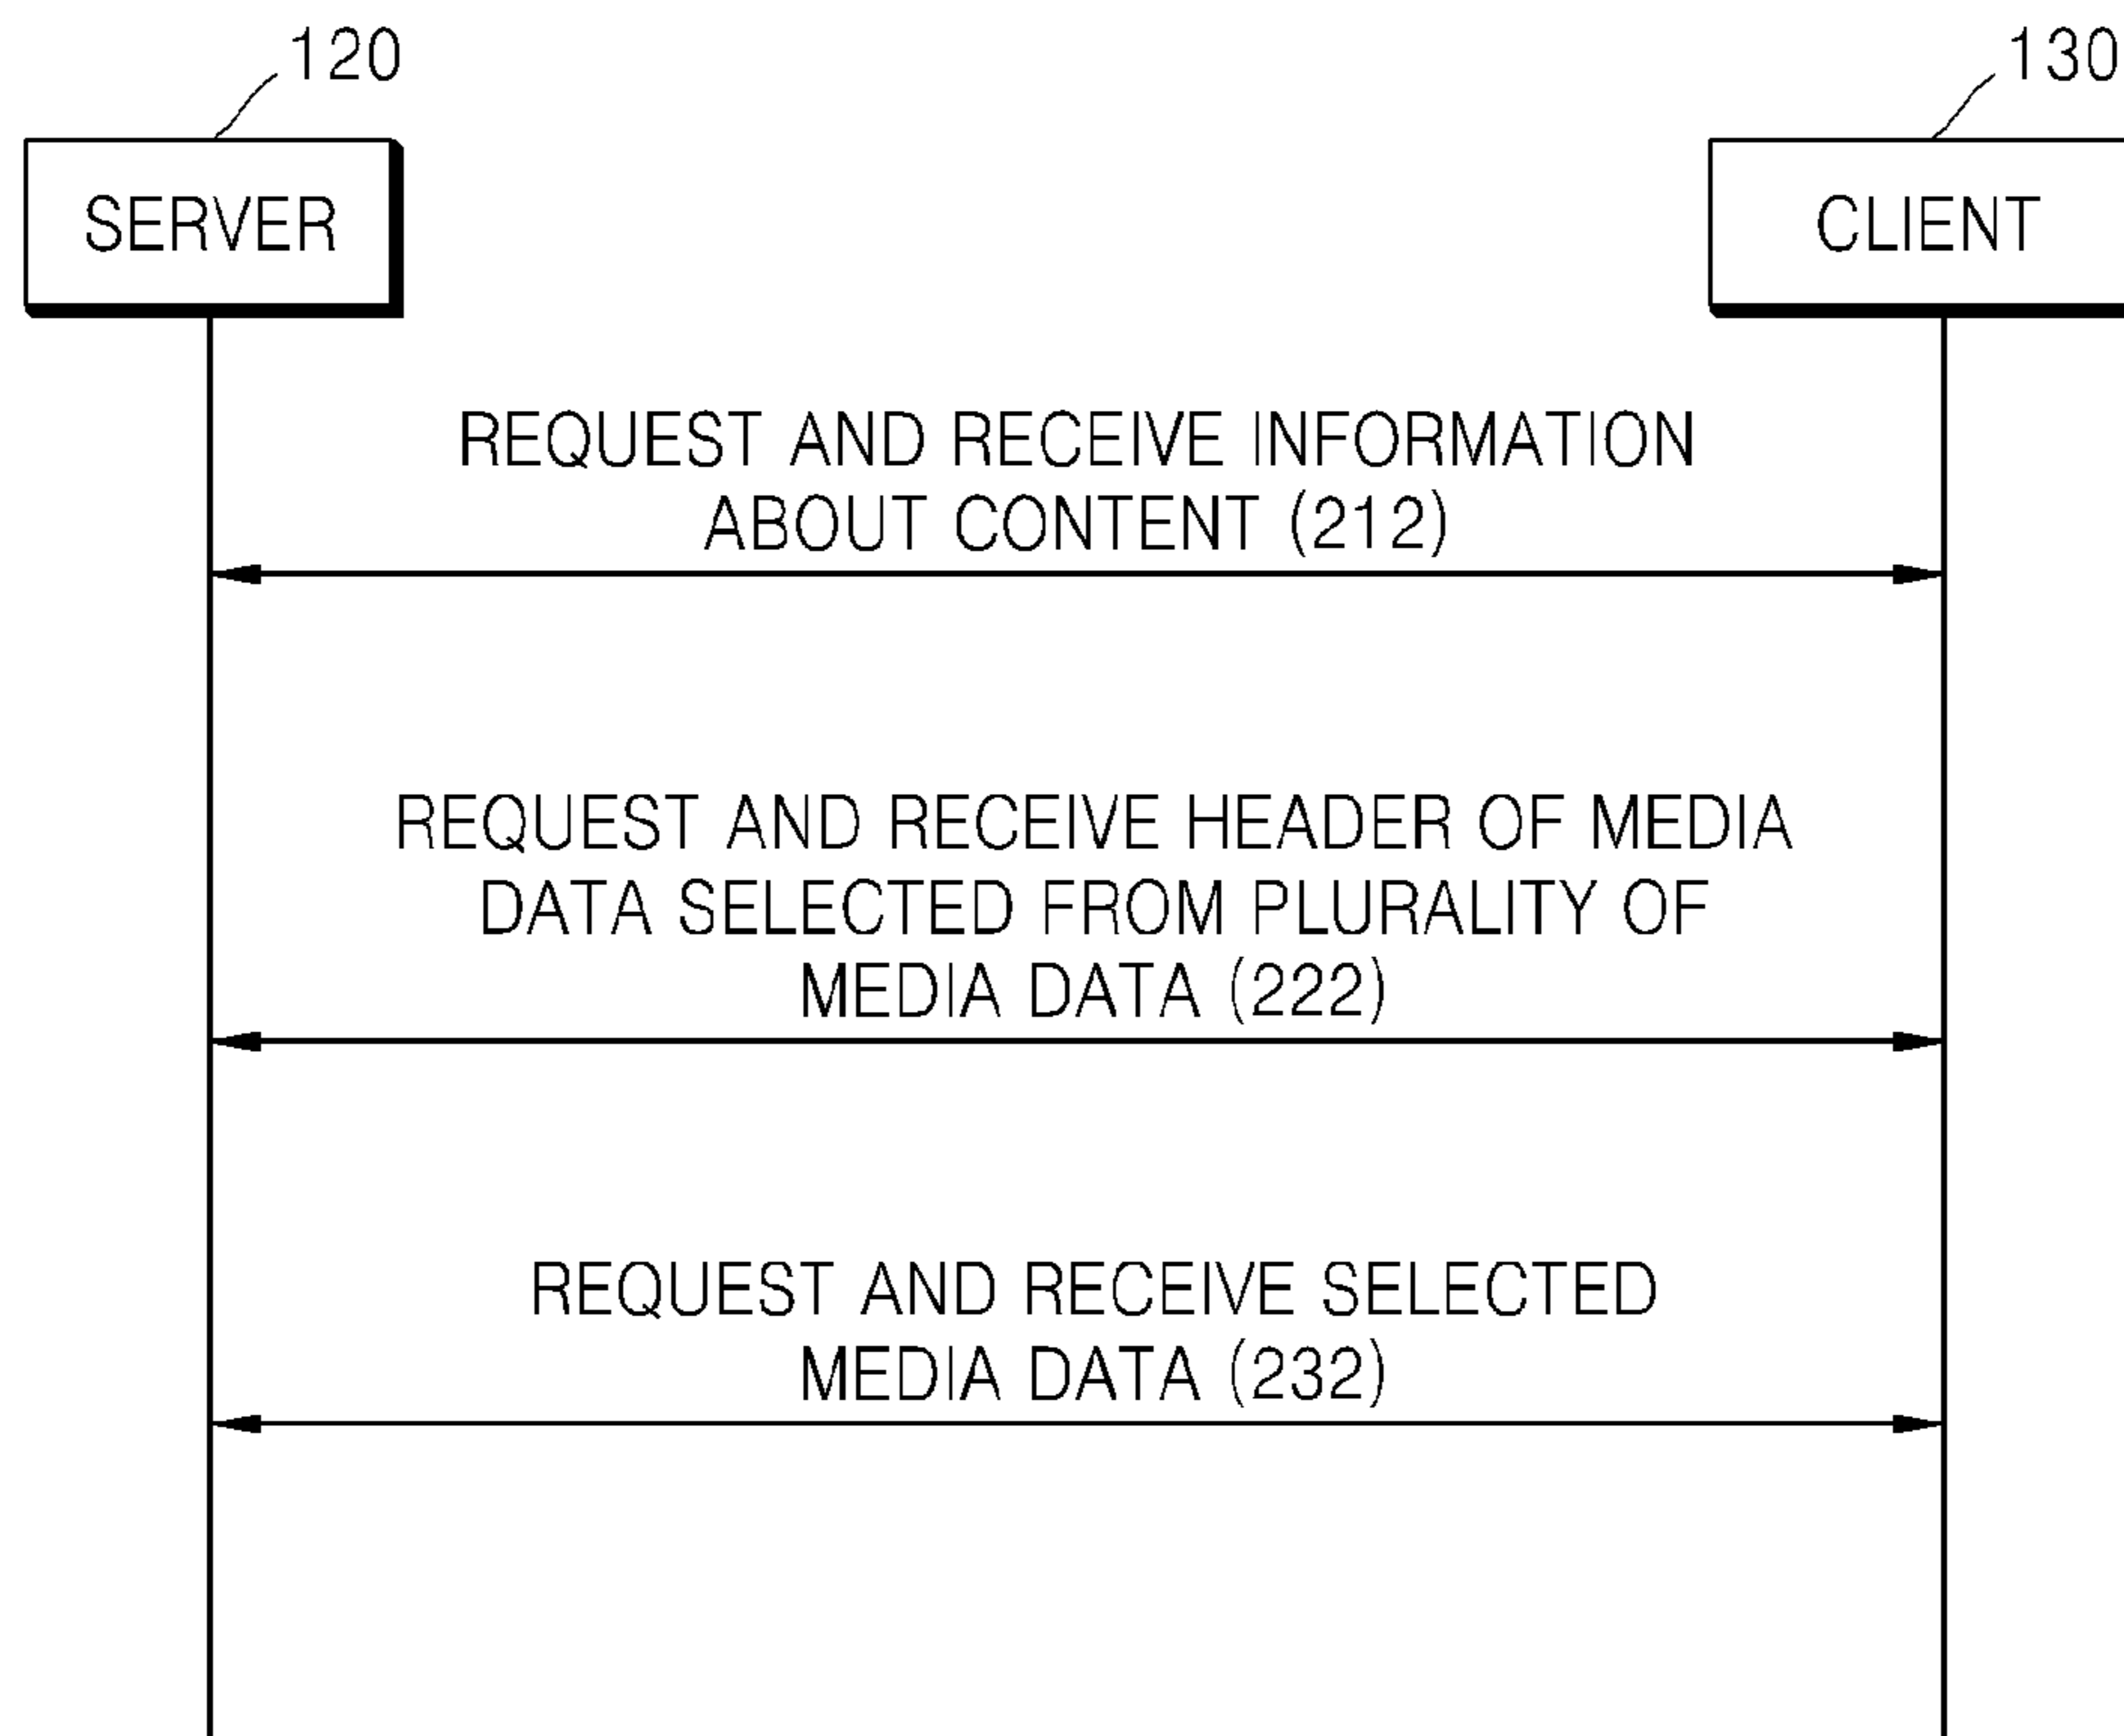 120
130
SERVER
CLIENT
REQUEST AND RECEIVE INFORMATION
ABOUT CONTENT (212)
REQUEST AND RECEIVE HEADER OF MEDIA
DATA SELECTED FROM PLURALITY OF
MEDIA DATA (222)
REQUEST AND RECEIVE SELECTED
MEDIA DATA (232)